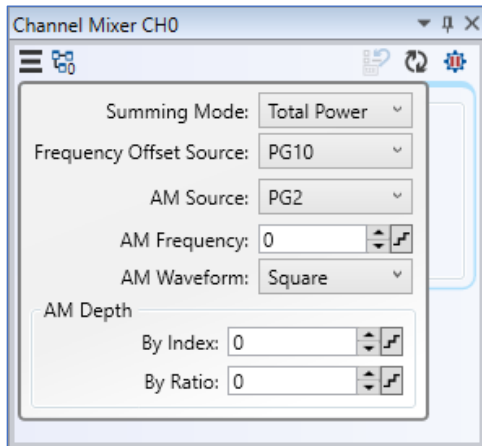 Channel Mixer CH0
0
Summing Mode: Total Power
Frequency Offset Source: PG10
AM Source: PG2
AM Frequency: 0
AM Waveform: Square
AM Depth
By Index: 0
By Ratio: 0